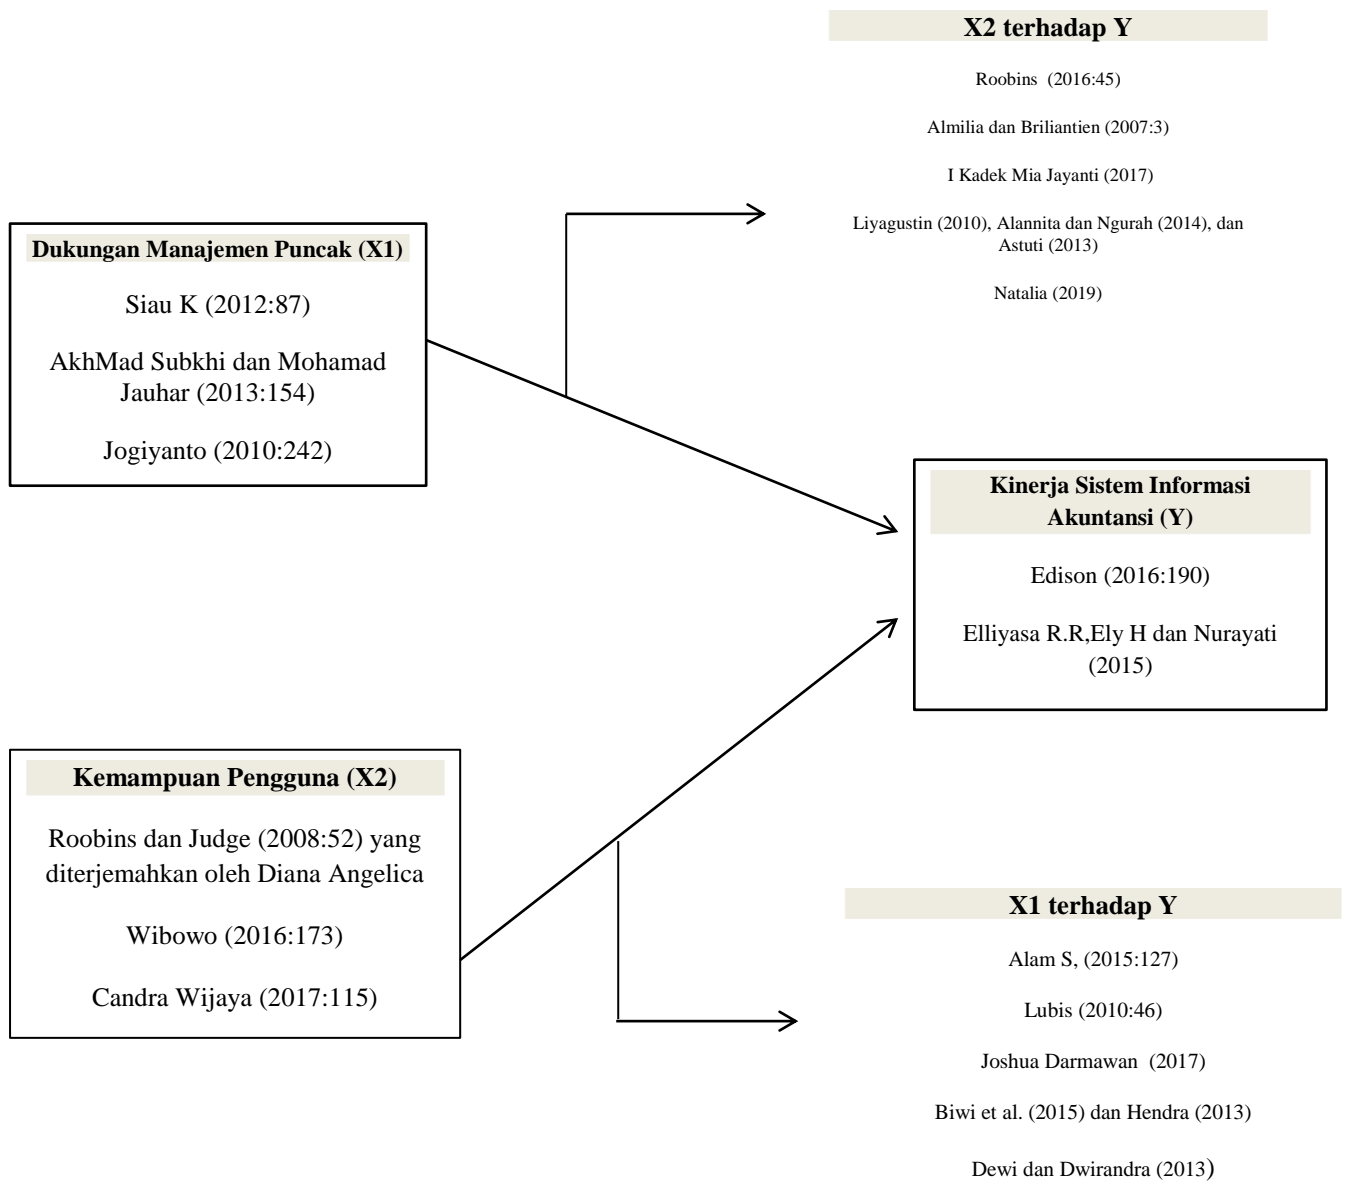 X2 terhadap Y
Roobins (2016:45)
Almilia dan Briliantien (2007:3)
I Kadek Mia Jayanti (2017)
Liyagustin (2010), Alannita dan Ngurah (2014), dan
Astuti (2013)
Natalia (2019)
Dukungan Manajemen Puncak (X1)
Siau K (2012:87)
AkhMad Subkhi dan Mohamad
Jauhar (2013:154)
Jogiyanto (2010:242)
Kinerja Sistem Informasi
Akuntansi (Y)
Edison (2016:190)
Elliyasa R.R,Ely H dan Nurayati
(2015)
Kemampuan Pengguna (X2)
Roobins dan Judge (2008:52) yang
diterjemahkan oleh Diana Angelica
Wibowo (2016:173)
Candra Wijaya (2017:115)
X1 terhadap Y
Alam S, (2015:127)
Lubis (2010:46)
Joshua Darmawan (2017)
Biwi et al. (2015) dan Hendra (2013)
Dewi dan Dwirandra (2013)